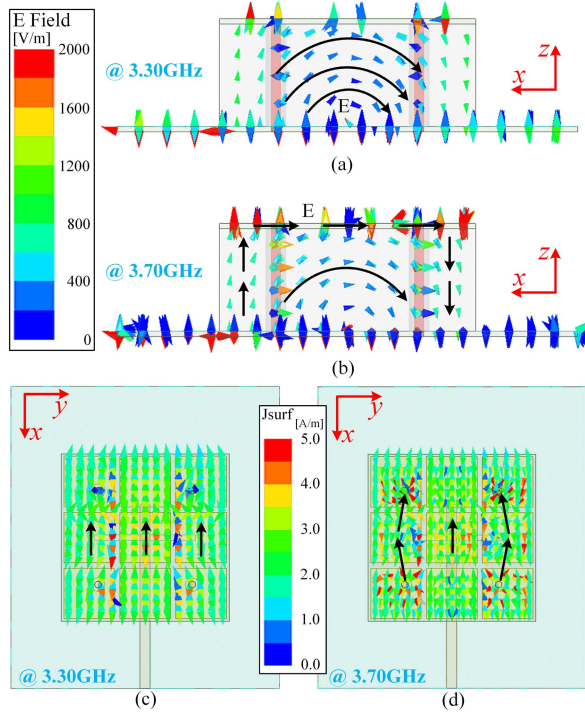 E Field
[V/m]
2000
1600
1200
800
400
0
@ 3.30GHz
E
z
x
(a)
E
@ 3.70GHz
z
x
(b)
y
x
@ 3.30GHz
(c)
Jsurf
[A/m]
5.0
4.0
3.0
2.0
1.0
0.0
y
x
@ 3.70GHz
(d)